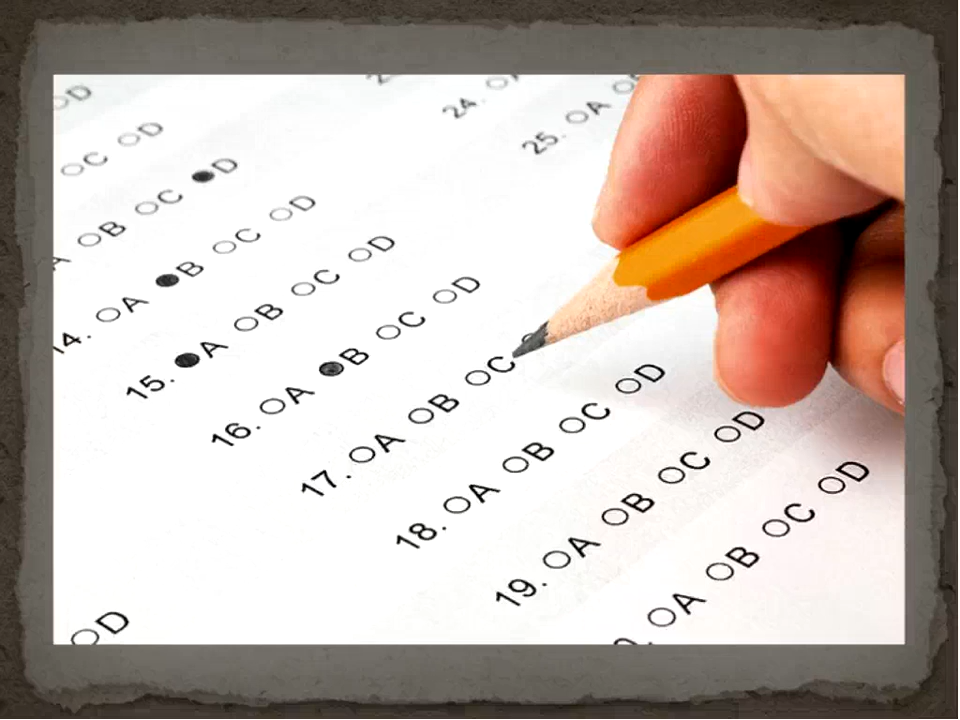 D
C D
A B C D
14. A B C D
15. A B C D
16. A B C D
17. A B C
18. A B C D
19. A B C D
A B C D
D
24. A
25. A